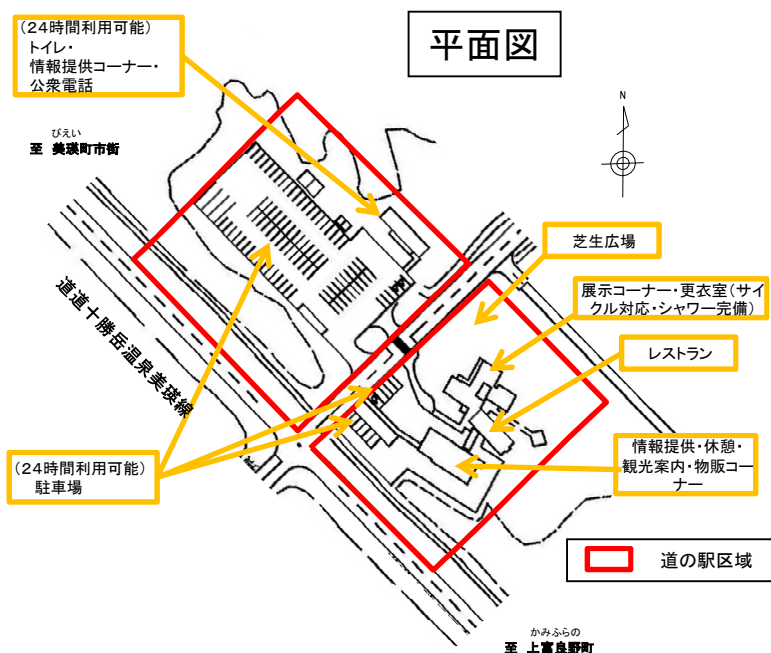 平面図
(24時間利用可能)
トイレ・
情報提供コーナー・
公衆電話
びえい
至 美瑛町市街
N
芝生広場
展示コーナー・更衣室(サイ
クル対応・シャワー完備)
レストラン
道道十勝岳温泉美瑛線
情報提供・休憩・
観光案内・物販コー
ナー
(24時間利用可能)
駐車場
道の駅区域
かみふらの
至 上富良野町